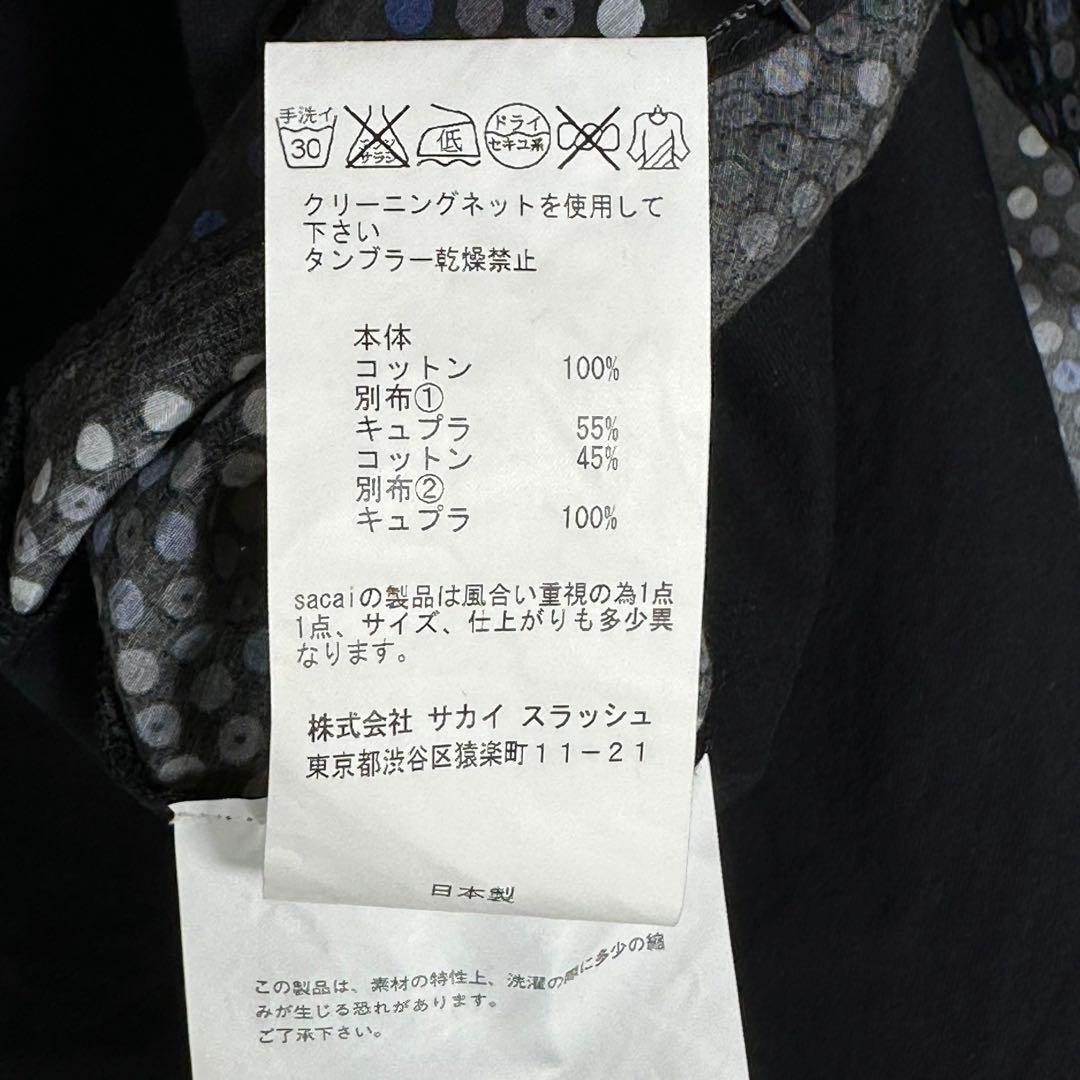 手洗イ
30
エンソ
サラシ
低
ドライ
セキユ系
クリーニングネットを使用して
下さい
タンブラー乾燥禁止
本体
コットン 100%
別布①
キュプラ 55%
コットン 45%
別布②
キュプラ 100%
sacaiの製品は風合い重視の為1点
1点、サイズ、仕上がりも多少異
なります。
株式会社 サカイ スラッシュ
東京都渋谷区猿楽町11-21
日本製
この製品は、素材の特性上、洗濯の際に多少の縮
みが生じる恐れがあります。
ご了承下さい。